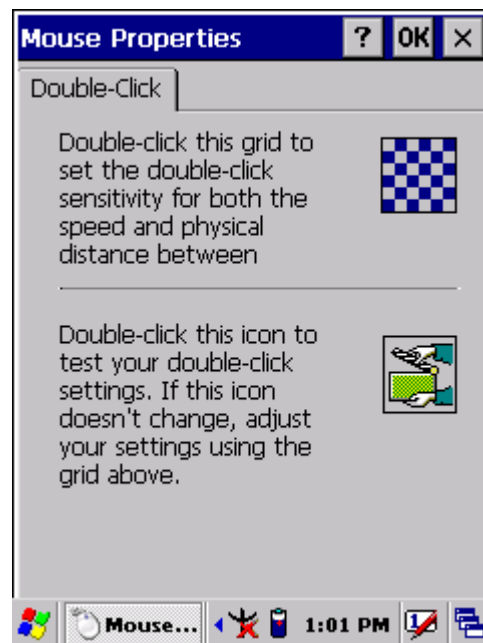 Mouse Properties ? OK ×
Double-Click
Double-click this grid to
set the double-click
sensitivity for both the
speed and physical
distance between
Double-click this icon to
test your double-click
settings. If this icon
doesn't change, adjust
your settings using the
grid above.
Mouse... 1:01 PM